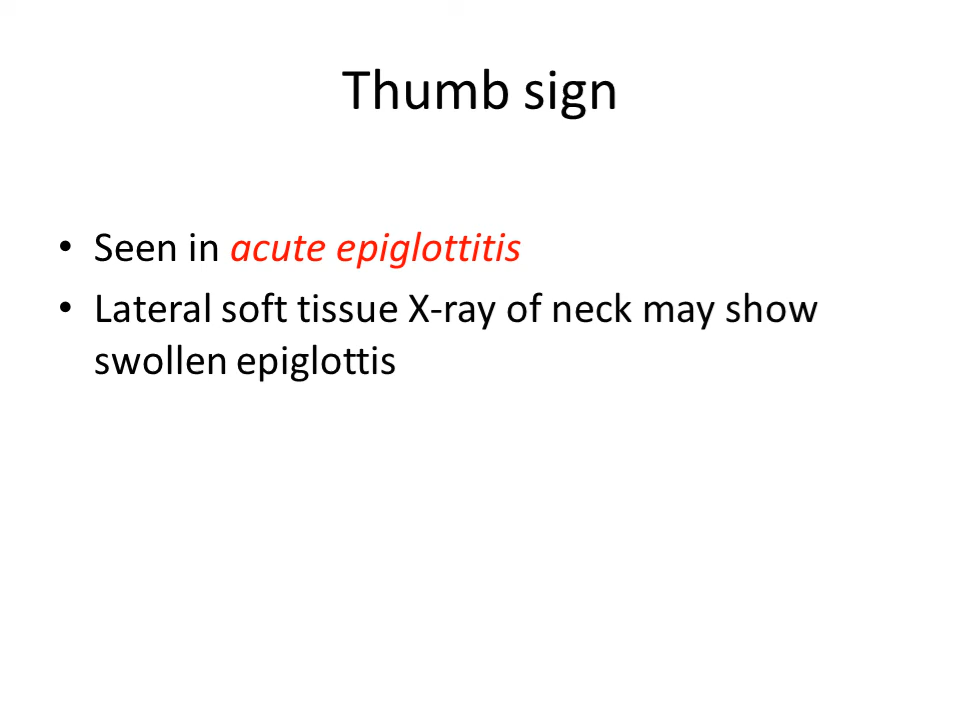 Thumb sign
• Seen in acute epiglottitis
• Lateral soft tissue X-ray of neck may show
swollen epiglottis